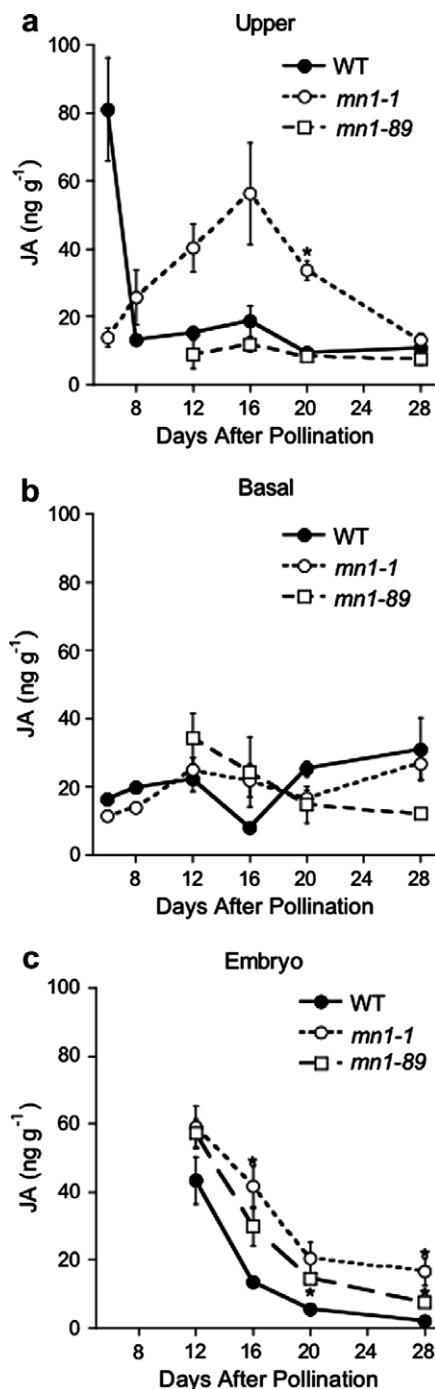 a
Upper
100
80
60
40
20
0
JA (ng g⁻¹)
WT
mn1-1
mn1-89
*
8 12 16 20 24 28
Days After Pollination
b
Basal
100
80
60
40
20
0
JA (ng g⁻¹)
WT
mn1-1
mn1-89
8 12 16 20 24 28
Days After Pollination
c
Embryo
100
80
60
40
20
0
JA (ng g⁻¹)
WT
mn1-1
mn1-89
*
*
*
*
8 12 16 20 24 28
Days After Pollination